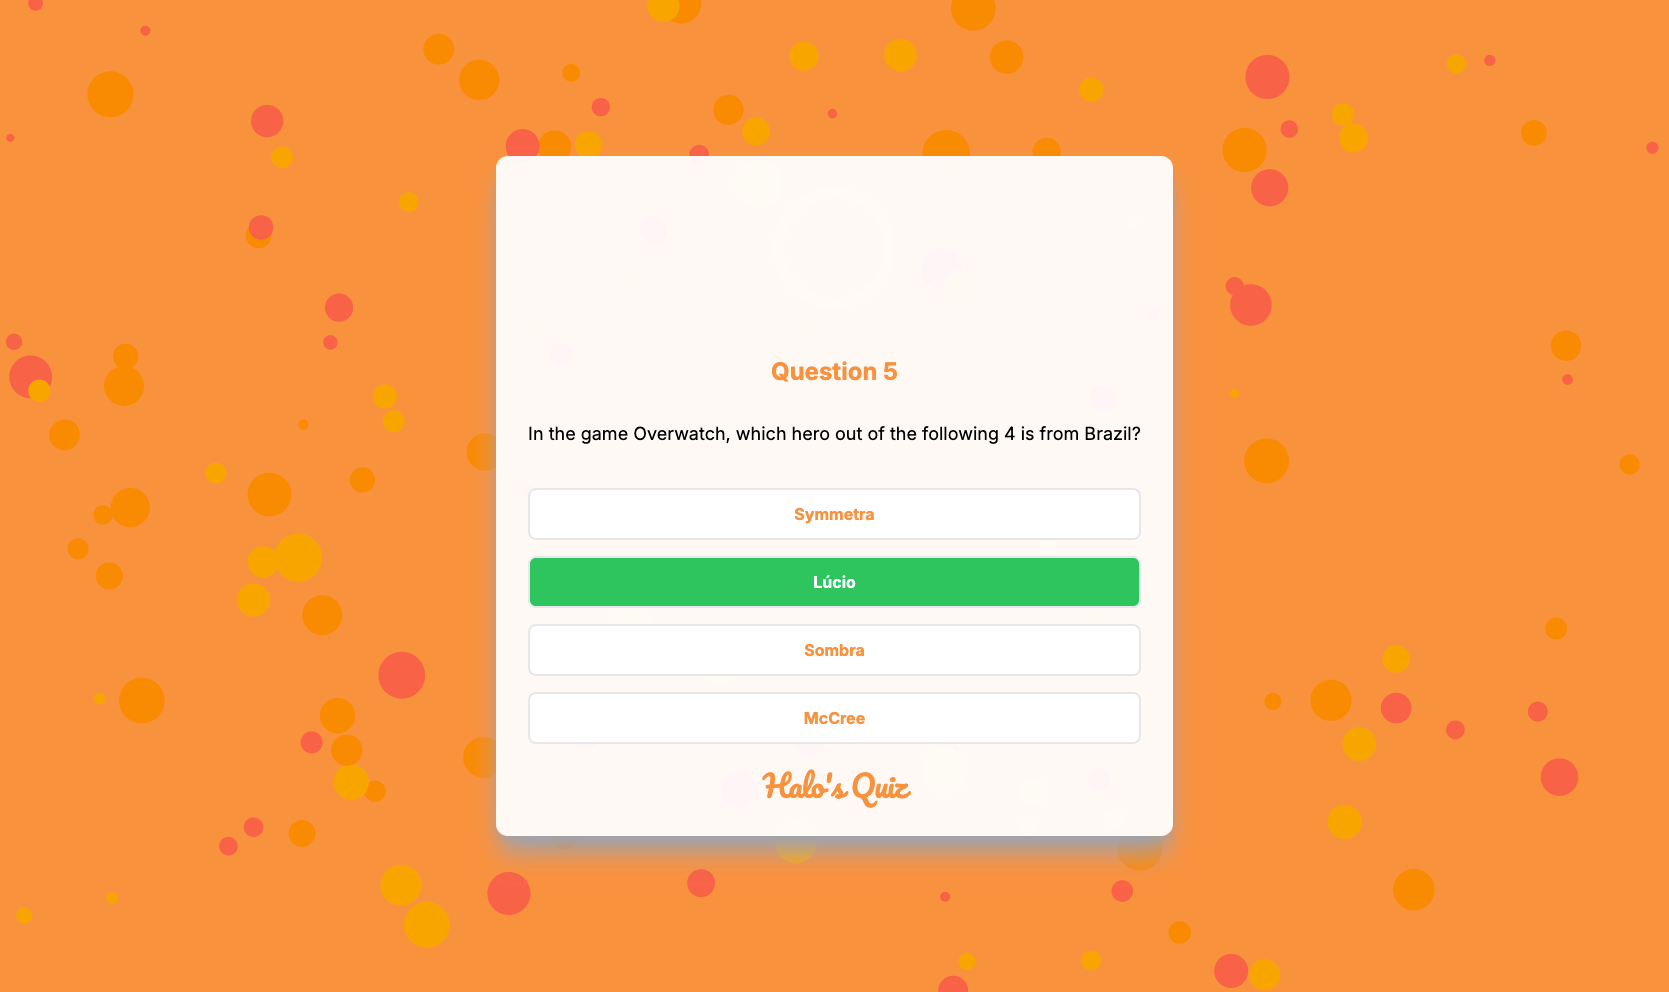 Question 5
In the game Overwatch, which hero out of the following 4 is from Brazil?
Symmetra
Lúcio
Sombra
McCree
Halo's Quiz